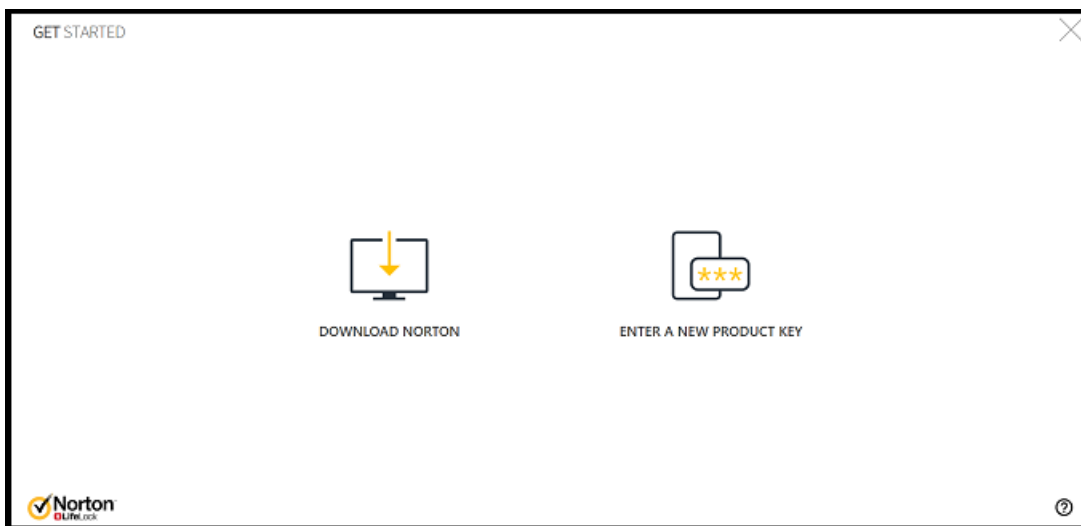 GET STARTED
***
DOWNLOAD NORTON
ENTER A NEW PRODUCT KEY
Norton
LifeLock
?